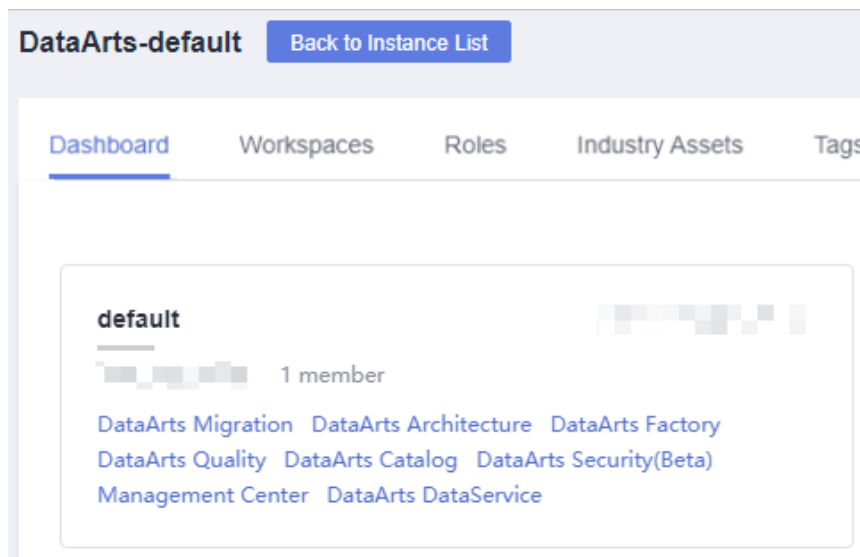 DataArts-default Back to Instance List
Dashboard Workspaces Roles Industry Assets Tags
default
1 member
DataArts Migration DataArts Architecture DataArts Factory
DataArts Quality DataArts Catalog DataArts Security(Beta)
Management Center DataArts DataService